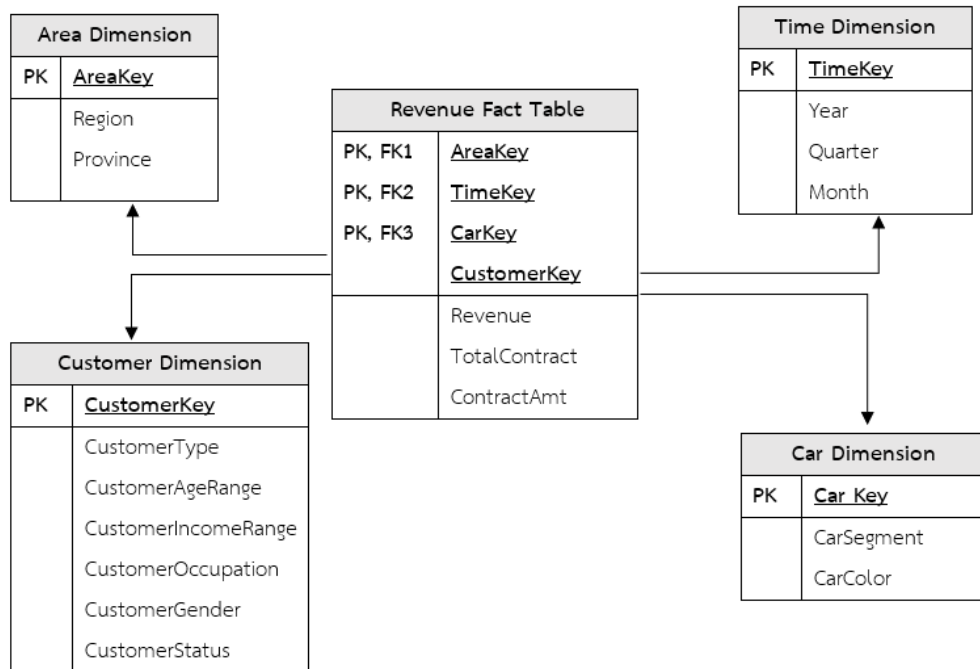 Area Dimension
PK AreaKey
Region
Province
Time Dimension
PK TimeKey
Year
Quarter
Month
Revenue Fact Table
PK, FK1 AreaKey
PK, FK2 TimeKey
PK, FK3 CarKey
CustomerKey
Revenue
TotalContract
ContractAmt
Customer Dimension
PK CustomerKey
CustomerType
CustomerAgeRange
CustomerIncomeRange
CustomerOccupation
CustomerGender
CustomerStatus
Car Dimension
PK Car Key
CarSegment
CarColor